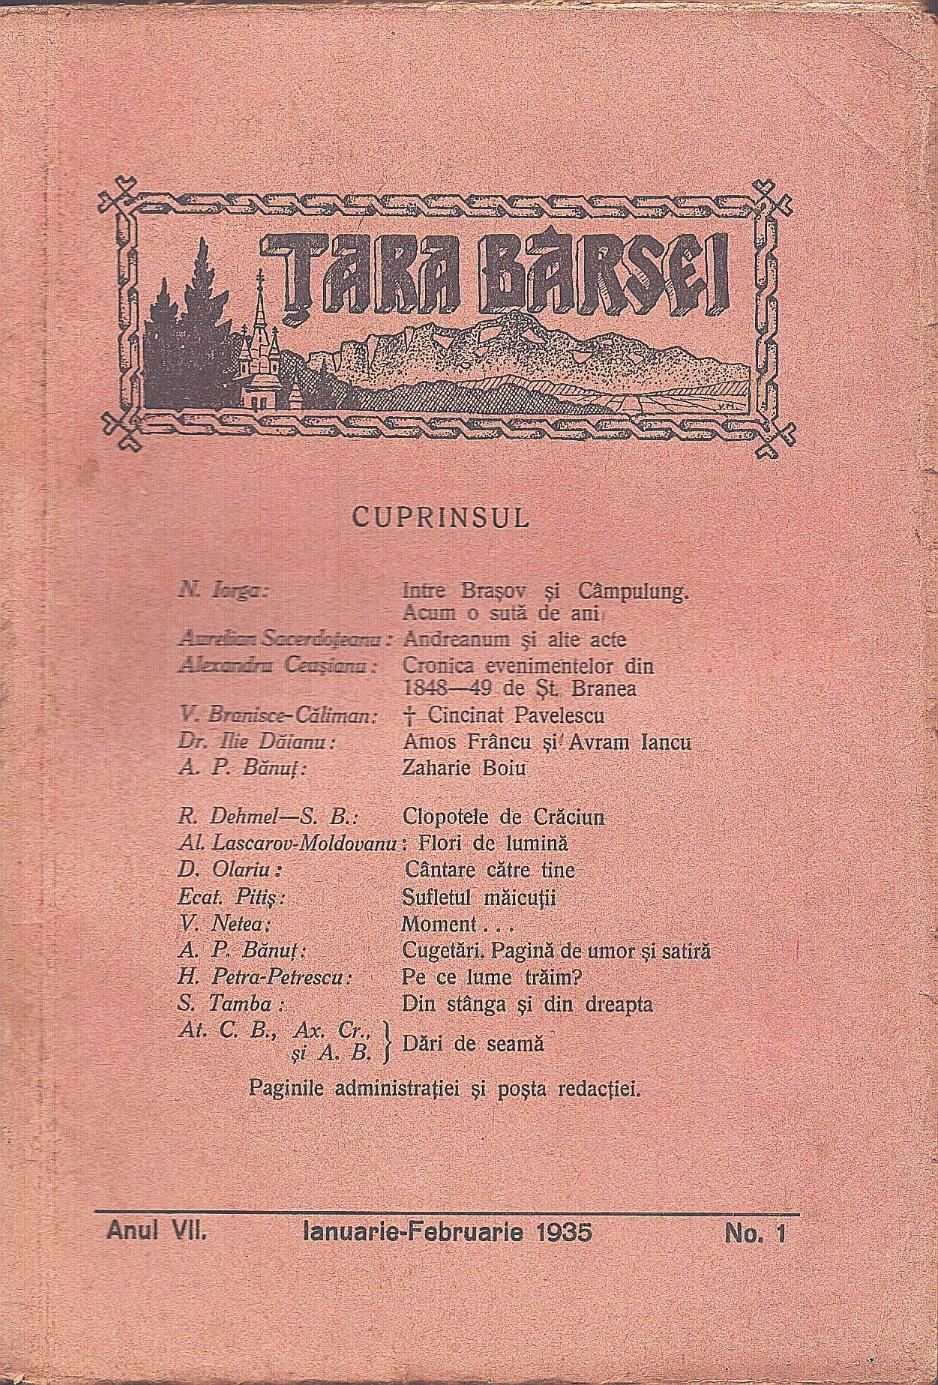 ȚARA BÂRSEI
V. M.
CUPRINSUL
N. Iorga: Intre Brașov și Câmpulung.
Acum o sută de ani
Aurelian Sacerdoțeanu: Andreanum și alte acte
Alexandru Ceușianu: Cronica evenimentelor din
1848—49 de Șt. Branea
V. Branisce-Căliman: † Cincinat Pavelescu
Dr. Ilie Dăianu: Amos Frâncu și Avram Iancu
A. P. Bănuț: Zaharie Boiu
R. Dehmel—S. B.: Clopotele de Crăciun
Al. Lascarov-Moldovanu: Flori de lumină
D. Olariu: Cântare către tine
Ecat. Pitiș: Sufletul măicuții
V. Netea: Moment...
A. P. Bănuț: Cugetări. Pagină de umor și satiră
H. Petra-Petrescu: Pe ce lume trăim?
S. Tamba: Din stânga și din dreapta
At. C. B., Ax. Cr.,
și A. B. } Dări de seamă
Paginile administrației și poșta redacției.
Anul VII. Ianuarie-Februarie 1935 No. 1